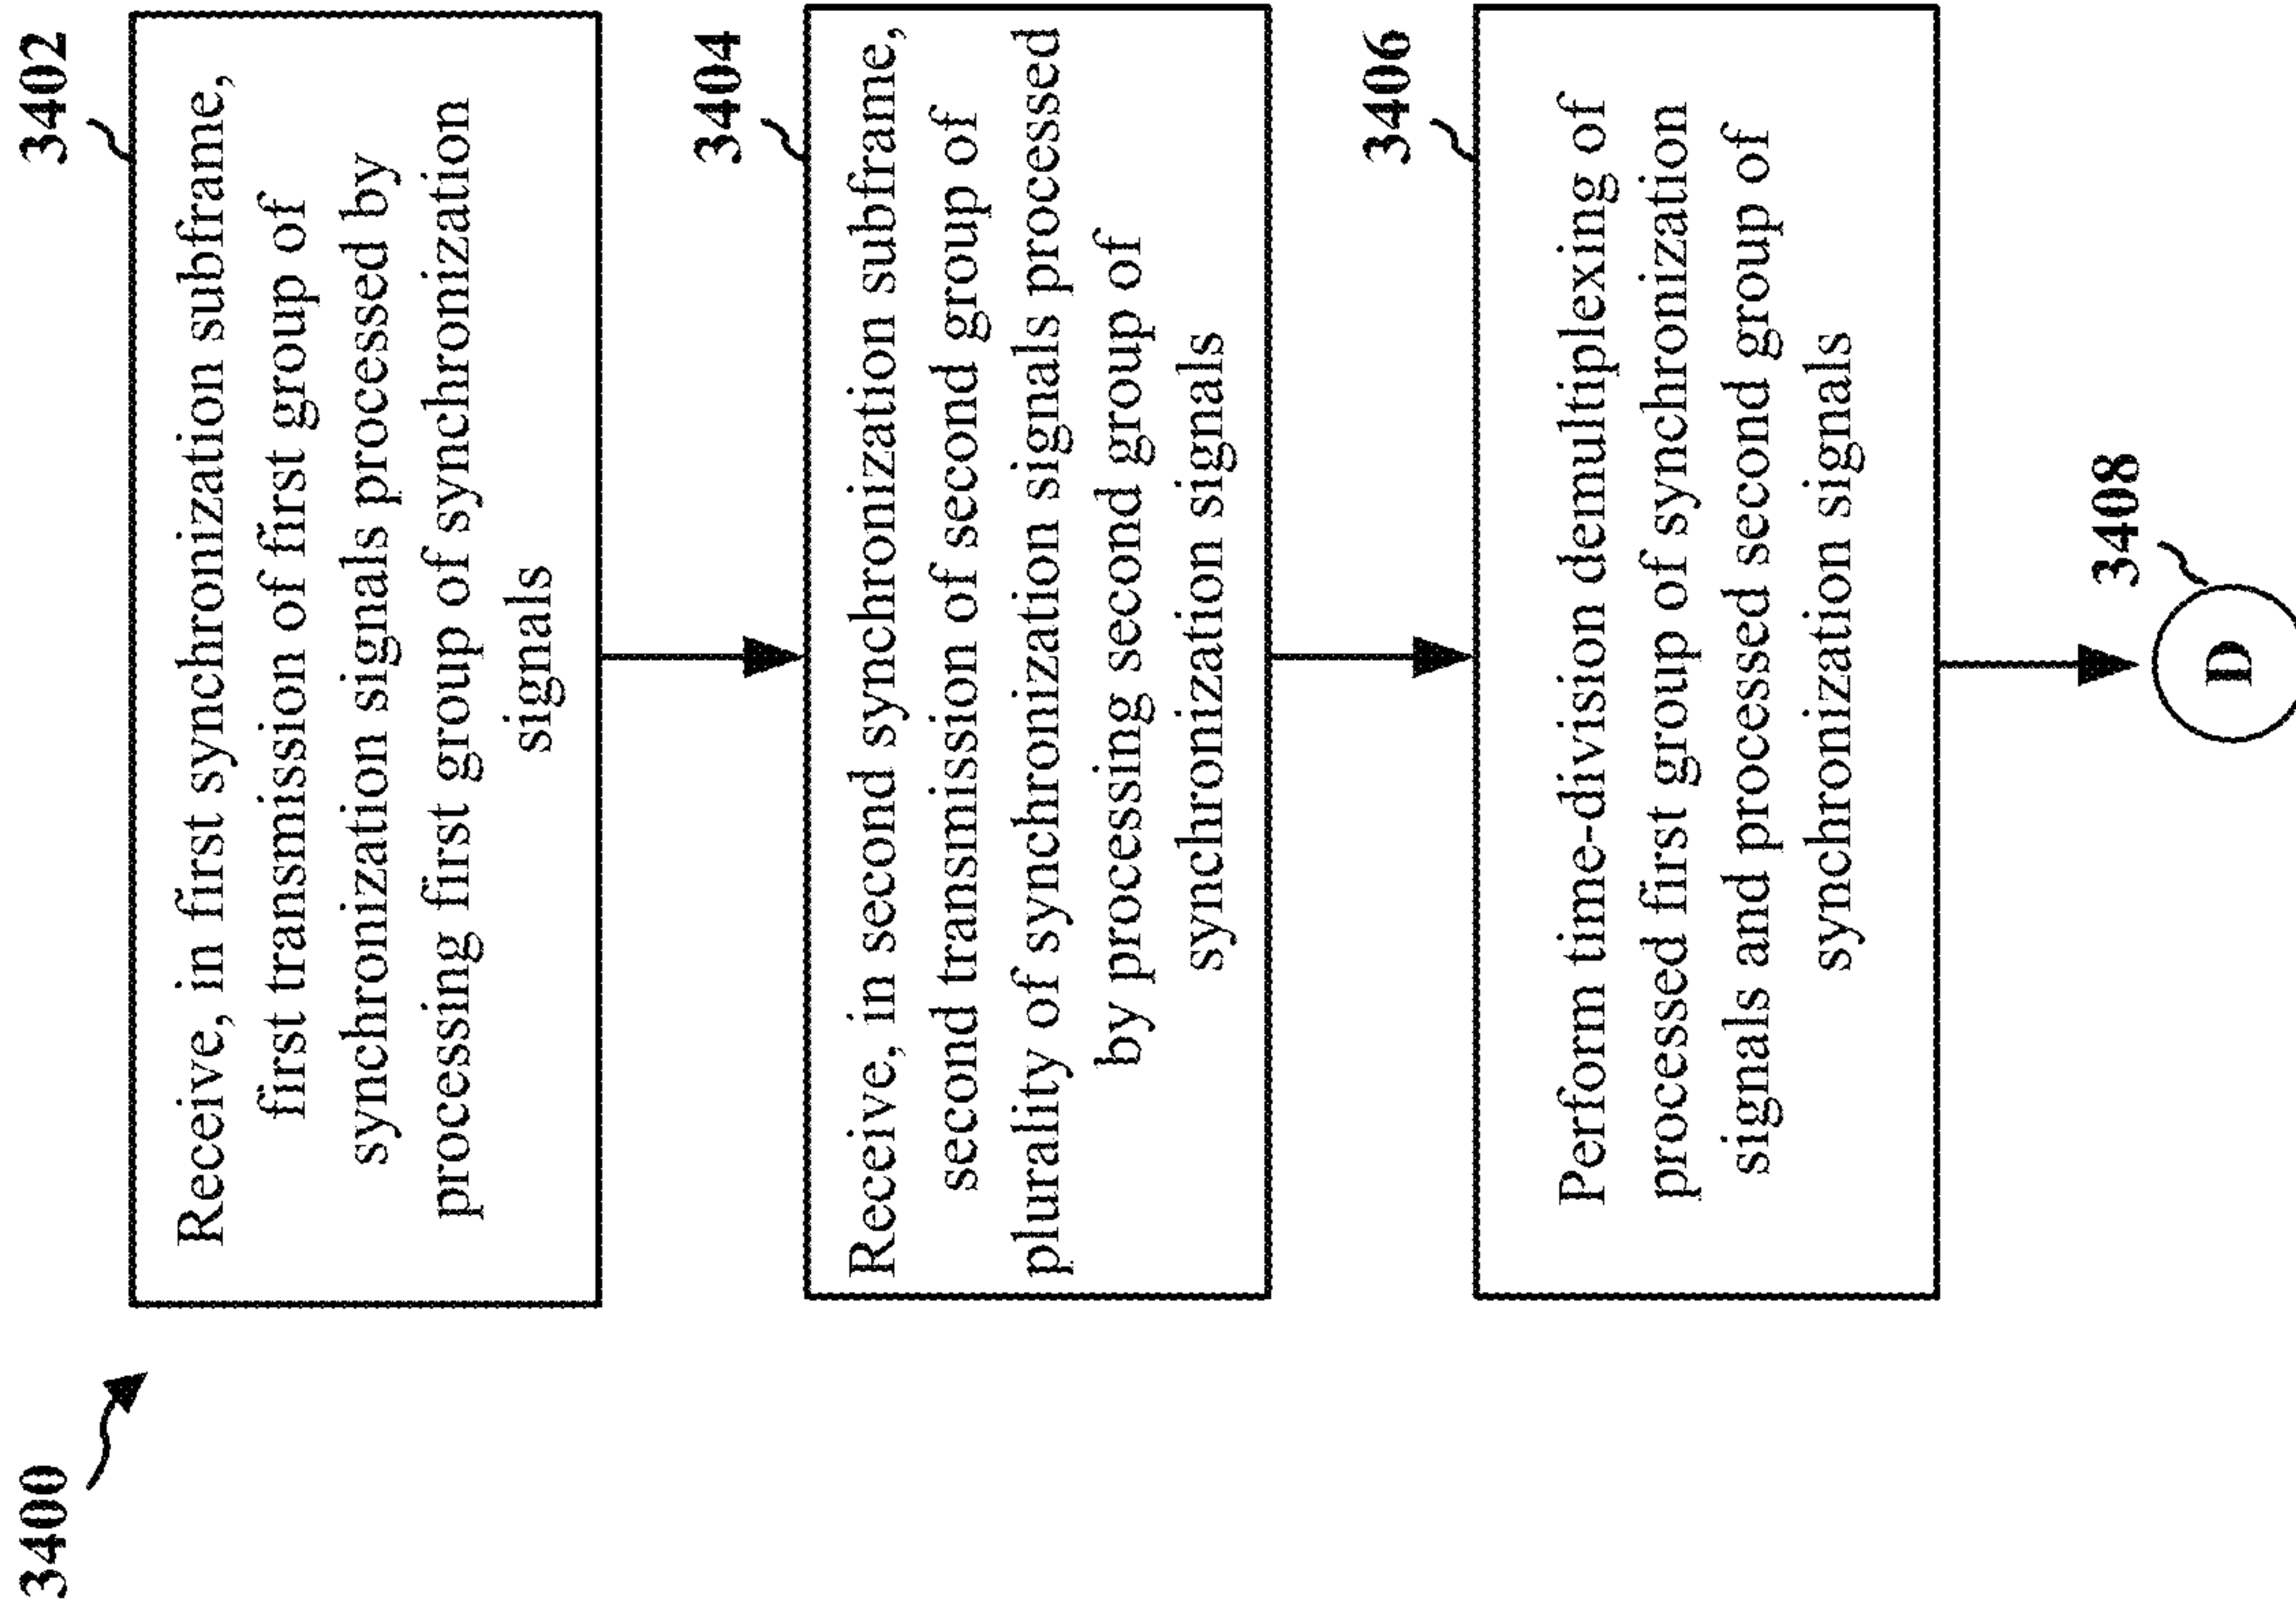 3400
3402
Receive, in first synchronization subframe,
first transmission of first group of
synchronization signals processed by
processing first group of synchronization
signals
3404
Receive, in second synchronization subframe,
second transmission of second group of
plurality of synchronization signals processed
by processing second group of
synchronization signals
3406
Perform time-division demultiplexing of
processed first group of synchronization
signals and processed second group of
synchronization signals
3408
D